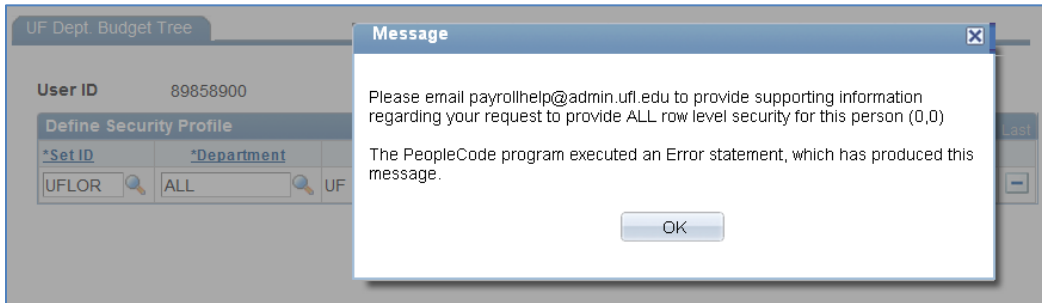 UF Dept. Budget Tree
Message
User ID 89858900
Please email payrollhelp@admin.ufl.edu to provide supporting information
regarding your request to provide ALL row level security for this person (0,0)
Define Security Profile
Last
The PeopleCode program executed an Error statement, which has produced this
message.
*Set ID *Department
UFLOR ALL UF
OK